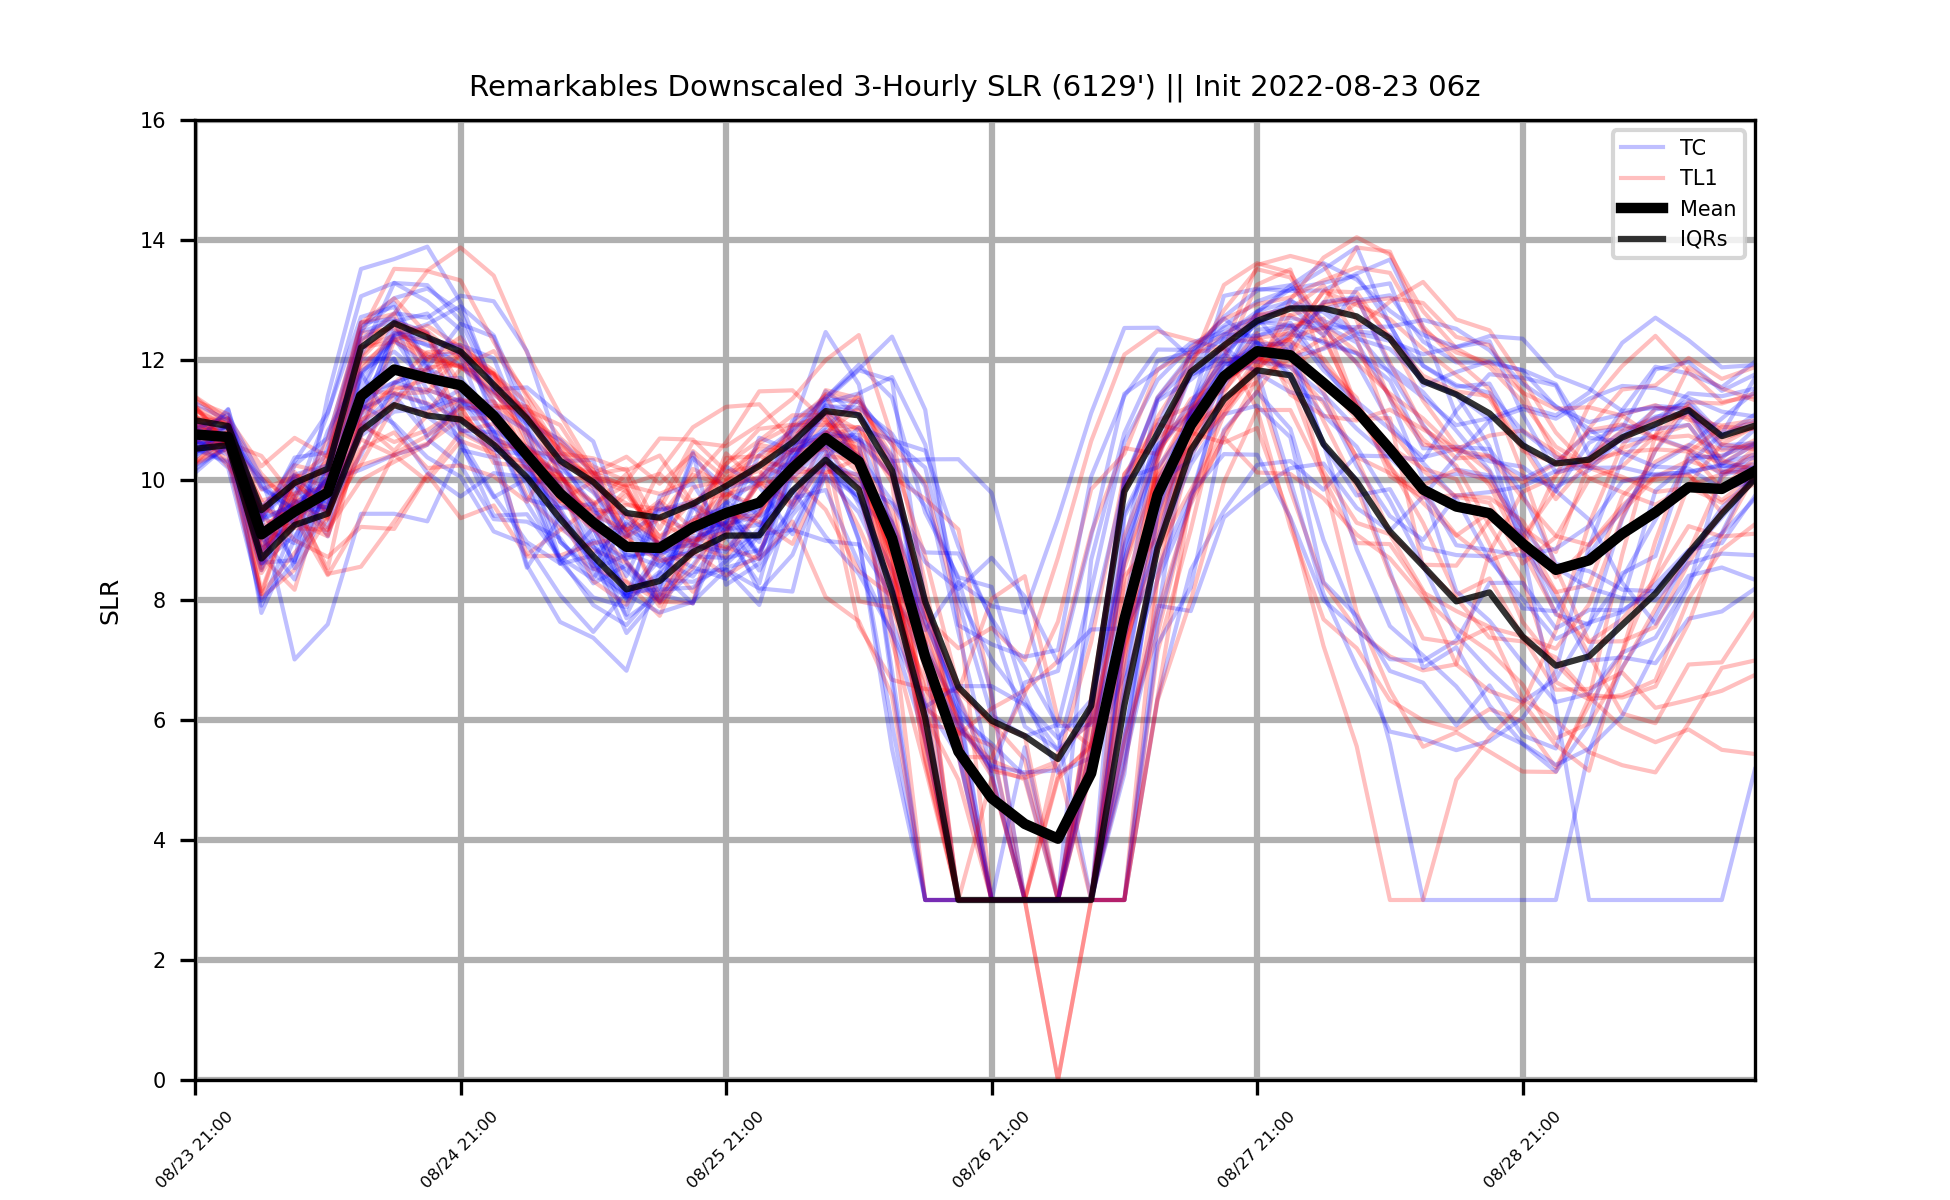 Remarkables Downscaled 3-Hourly SLR (6129') || Init 2022-08-23 06z
16
14
12
10
8
6
4
2
0
SLR
TC
TL1
Mean
IQRs
08/23 21:00
08/24 21:00
08/25 21:00
08/26 21:00
08/27 21:00
08/28 21:00